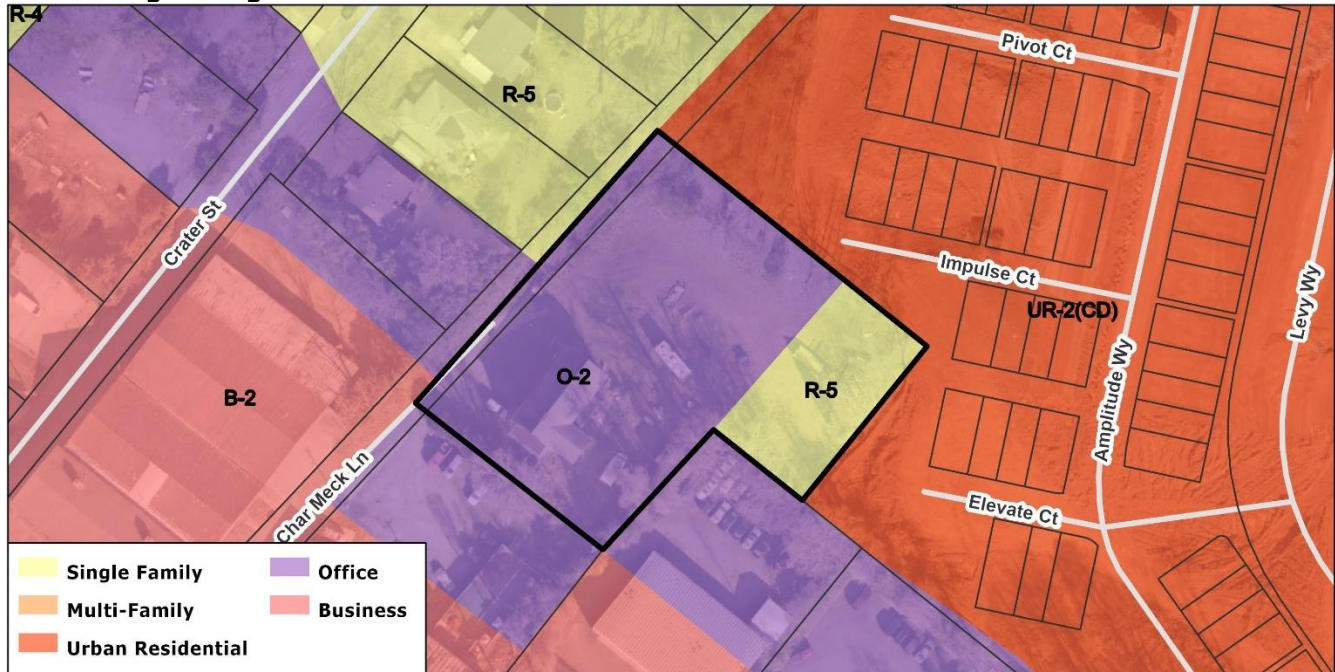 R-4
Pivot Ct
R-5
Crater St
Impulse Ct
UR-2(CD)
Levy Wy
O-2
R-5
B-2
Amplitude Wy
Char Meck Ln
Elevate Ct
Single Family
Office
Multi-Family
Business
Urban Residential